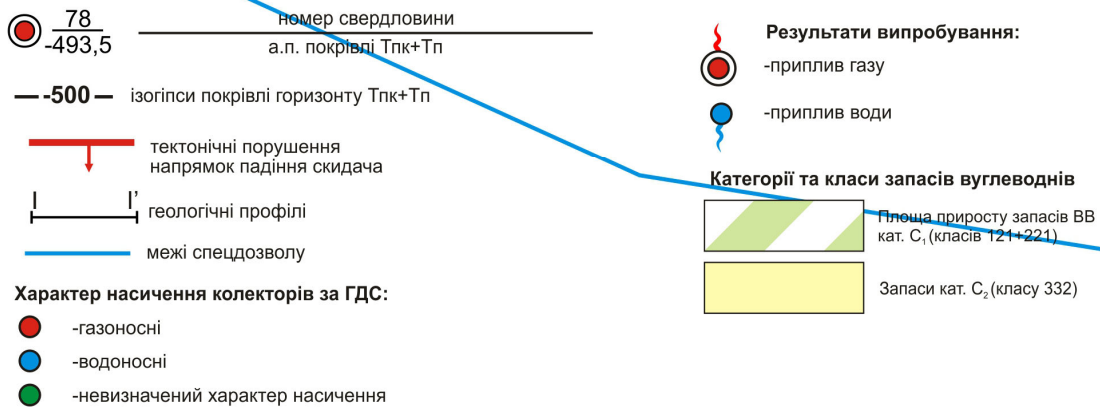 78
-493,5
номер свердловини
а.п. покрівлі Тпк+Тп
-500
ізогіпси покрівлі горизонту Тпк+Тп
тектонічні порушення
напрямок падіння скидача
I I'
геологічні профілі
межі спецдозволу
Характер насичення колекторів за ГДС:
-газоносні
-водоносні
-невизначений характер насичення
Результати випробування:
-приплив газу
-приплив води
Категорії та класи запасів вуглеводнів
Площа приросту запасів ВВ
кат. С₁ (класів 121+221)
Запаси кат. С₂ (класу 332)